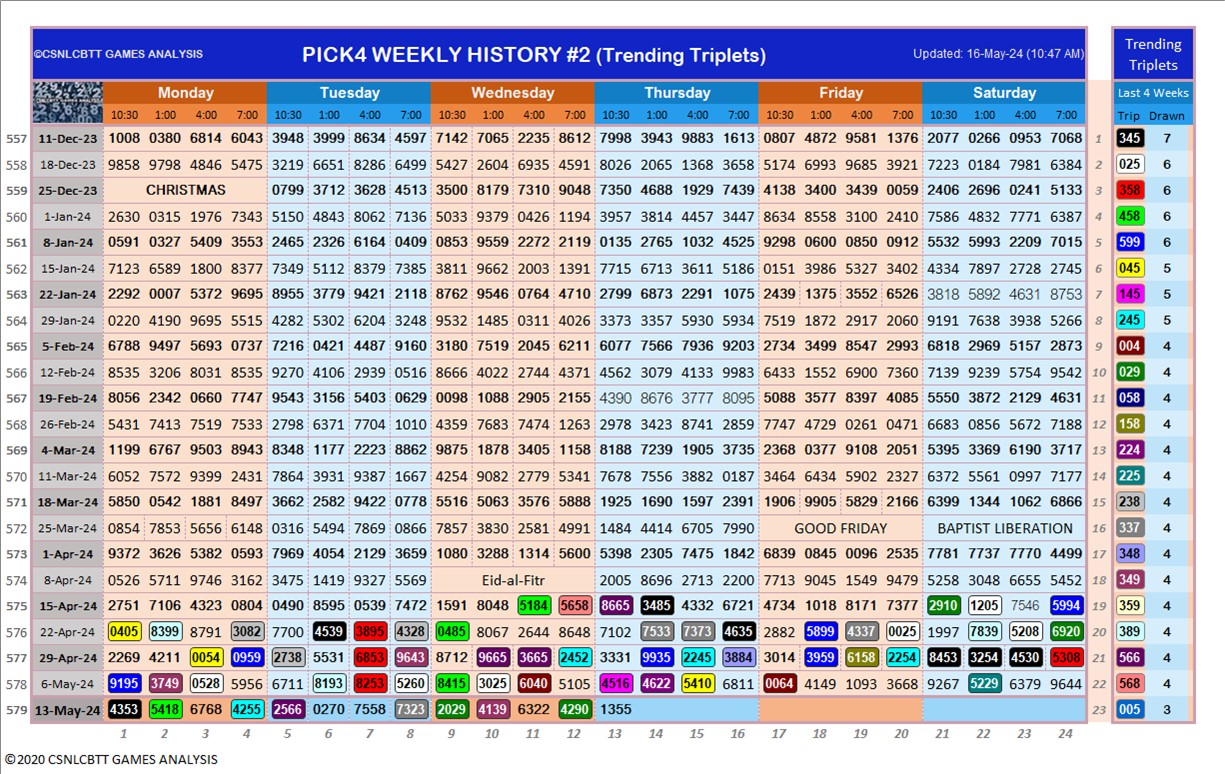 ©CSNLCBTT GAMES ANALYSIS PICK4 WEEKLY HISTORY #2 (Trending Triplets) Updated: 16-May-24 (10:47 AM) Trending
Triplets
Monday Tuesday Wednesday Thursday Friday Saturday Last 4 Weeks
10:30 1:00 4:00 7:00 10:30 1:00 4:00 7:00 10:30 1:00 4:00 7:00 10:30 1:00 4:00 7:00 10:30 1:00 4:00 7:00 10:30 1:00 4:00 7:00 Trip Drawn
557 11-Dec-23 1008 0380 6814 6043 3948 3999 8634 4597 7142 7065 2235 8612 7998 3943 9883 1613 0807 4872 9581 1376 2077 0266 0953 7068 1 345 7
558 18-Dec-23 9858 9798 4846 5475 3219 6651 8286 6499 5427 2604 6935 4591 8026 2065 1368 3658 5174 6993 9685 3921 7223 0184 7981 6384 2 025 6
559 25-Dec-23 CHRISTMAS 0799 3712 3628 4513 3500 8179 7310 9048 7350 4688 1929 7439 4138 3400 3439 0059 2406 2696 0241 5133 3 358 6
560 1-Jan-24 2630 0315 1976 7343 5150 4843 8062 7136 5033 9379 0426 1194 3957 3814 4457 3447 8634 8558 3100 2410 7586 4832 7771 6387 4 458 6
561 8-Jan-24 0591 0327 5409 3553 2465 2326 6164 0409 0853 9559 2272 2119 0135 2765 1032 4525 9298 0600 0850 0912 5532 5993 2209 7015 5 599 6
562 15-Jan-24 7123 6589 1800 8377 7349 5112 8379 7385 3811 9662 2003 1391 7715 6713 3611 5186 0151 3986 5327 3402 4334 7897 2728 2745 6 045 5
563 22-Jan-24 2292 0007 5372 9695 8955 3779 9421 2118 3762 9546 0764 4710 2799 6873 2291 1075 2439 1375 3552 6526 3818 5892 4631 8753 7 145 5
564 29-Jan-24 0220 4190 9695 5515 4282 5302 6204 3248 0532 1485 0311 4026 3373 3357 5930 5934 7519 1872 2917 2060 9191 7638 3938 5266 8 245 5
565 5-Feb-24 6788 9497 5693 0737 7216 0421 4487 9160 3180 7519 2045 6211 6077 7566 7936 9203 2734 3499 8547 2993 6818 2969 5157 2873 9 004 4
566 12-Feb-24 8535 3206 8031 8535 9270 4106 2939 0516 8666 4022 2744 4371 4562 3079 4133 9983 6433 1552 6900 7360 7139 9239 5754 9542 10 029 4
567 19-Feb-24 8056 2342 0660 7747 9543 3156 5403 0629 0098 1088 2905 2155 4390 8676 3777 8095 5088 3577 8397 4085 5550 3872 2129 4631 11 058 4
568 26-Feb-24 5431 7413 7519 7533 2798 6371 7704 1010 4359 7683 7474 1263 2978 3423 8741 2859 7747 4729 0261 0471 6683 0856 5672 7188 12 158 4
569 4-Mar-24 1199 6767 9503 8943 8348 1177 2223 8862 9875 1878 3405 1158 8188 7239 1905 3735 2368 0377 9108 2051 5395 3369 6190 3717 13 224 4
570 11-Mar-24 6052 7572 9399 2431 7864 3931 9387 1667 4254 9082 7779 5341 7678 7556 3850 0187 3464 6434 5902 2327 6372 5561 0997 7177 14 225 4
571 18-Mar-24 5850 0542 1881 8497 3662 2582 9422 0778 5516 5063 3576 5888 1925 1690 1597 2391 1906 9905 5829 2166 6399 1344 1062 6866 15 238 4
572 25-Mar-24 0854 7853 5656 6148 0316 5494 7869 0866 7857 3830 2581 4991 1484 4414 6705 7990 GOOD FRIDAY BAPTIST LIBERATION 16 337 4
573 1-Apr-24 9372 3626 5382 0593 7969 4054 2129 3659 1080 3288 1314 5600 5398 2305 7475 1842 6839 0845 0096 2535 7781 7737 7770 4499 17 348 4
574 8-Apr-24 0526 5711 9746 3162 3475 1419 9327 5569 Eid-al-Fitr 2005 8696 2713 2200 7713 9045 1549 9479 5258 3048 6655 5452 18 349 4
575 15-Apr-24 2751 7106 4323 0804 0490 8595 0539 7472 1591 8048 5184 5658 8665 3485 4332 6721 4734 1018 8171 7377 2910 1205 7546 5994 19 359 4
576 22-Apr-24 0405 8399 8791 3082 7700 4539 3895 4328 0485 8067 2644 8648 7102 7533 7373 4635 2882 5899 4337 0025 1997 7839 5208 6920 20 389 4
577 29-Apr-24 2269 4211 0054 0959 2738 5531 6853 9643 8712 9665 3665 2452 3331 9935 2245 3884 3014 3959 6158 2254 8453 3254 4530 5308 21 566 4
578 6-May-24 9195 3749 0528 5956 6711 8193 8253 5260 8415 3025 6040 5105 4516 4622 5410 6811 0064 4149 1093 3668 9267 5229 6379 9644 22 568 4
579 13-May-24 4353 5418 6768 4255 2566 0270 7558 7323 2029 4139 6322 4290 1355 23 005 3
1 2 3 4 5 6 7 8 9 10 11 12 13 14 15 16 17 18 19 20 21 22 23 24
©2020 CSNLCBTT GAMES ANALYSIS